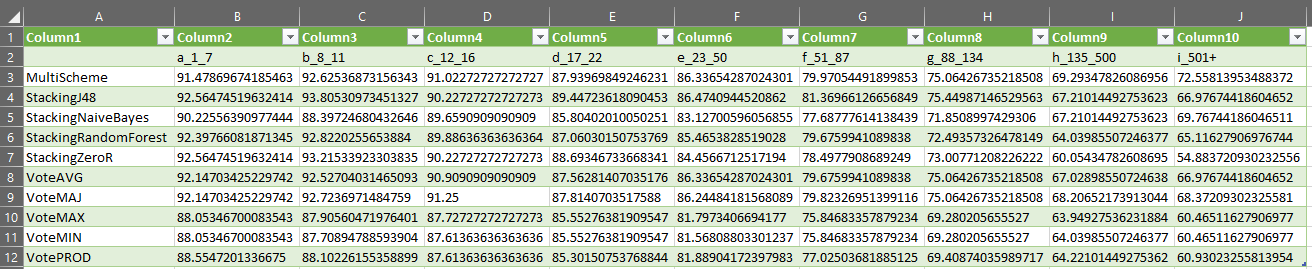 A B C D E F G H I J
1 Column1 Column2 Column3 Column4 Column5 Column6 Column7 Column8 Column9 Column10
2 a_1_7 b_8_11 c_12_16 d_17_22 e_23_50 f_51_87 g_88_134 h_135_500 i_501+
3 MultiScheme 91.47869674185463 92.62536873156343 91.02272727272727 87.93969849246231 86.33654287024301 79.97054491899853 75.06426735218508 69.29347826086956 72.55813953488372
4 StackingJ48 92.56474519632414 93.80530973451327 90.22727272727273 89.44723618090453 86.4740944520862 81.36966126656849 75.44987146529563 67.21014492753623 66.97674418604652
5 StackingNaiveBayes 90.22556390977444 88.39724680432646 89.6590909090909 85.80402010050251 83.12700596056855 77.68777614138439 71.8508997429306 67.21014492753623 69.76744186046511
6 StackingRandomForest 92.39766081871345 92.8220255653884 89.88636363636364 87.06030150753769 85.4653828519028 79.6759941089838 72.49357326478149 64.03985507246377 65.11627906976744
7 StackingZeroR 92.56474519632414 93.21533923303835 90.22727272727273 88.69346733668341 84.4566712517194 78.4977908689249 73.00771208226222 60.05434782608695 54.883720930232556
8 VoteAVG 92.14703425229742 92.52704031465093 90.9090909090909 87.56281407035176 86.33654287024301 79.6759941089838 75.06426735218508 67.02898550724638 66.97674418604652
9 VoteMAJ 92.14703425229742 92.7236971484759 91.25 87.8140703517588 86.24484181568089 79.82326951399116 75.06426735218508 68.20652173913044 68.37209302325581
10 VoteMAX 88.05346700083543 87.90560471976401 87.72727272727273 85.55276381909547 81.7973406694177 75.84683357879234 69.280205655527 63.94927536231884 60.46511627906977
11 VoteMIN 88.05346700083543 87.70894788593904 87.61363636363636 85.55276381909547 81.56808803301237 75.84683357879234 69.280205655527 64.03985507246377 60.46511627906977
12 VotePROD 88.5547201336675 88.10226155358899 87.61363636363636 85.30150753768844 81.88904172397983 77.02503681885125 69.40874035989717 64.22101449275362 60.93023255813954